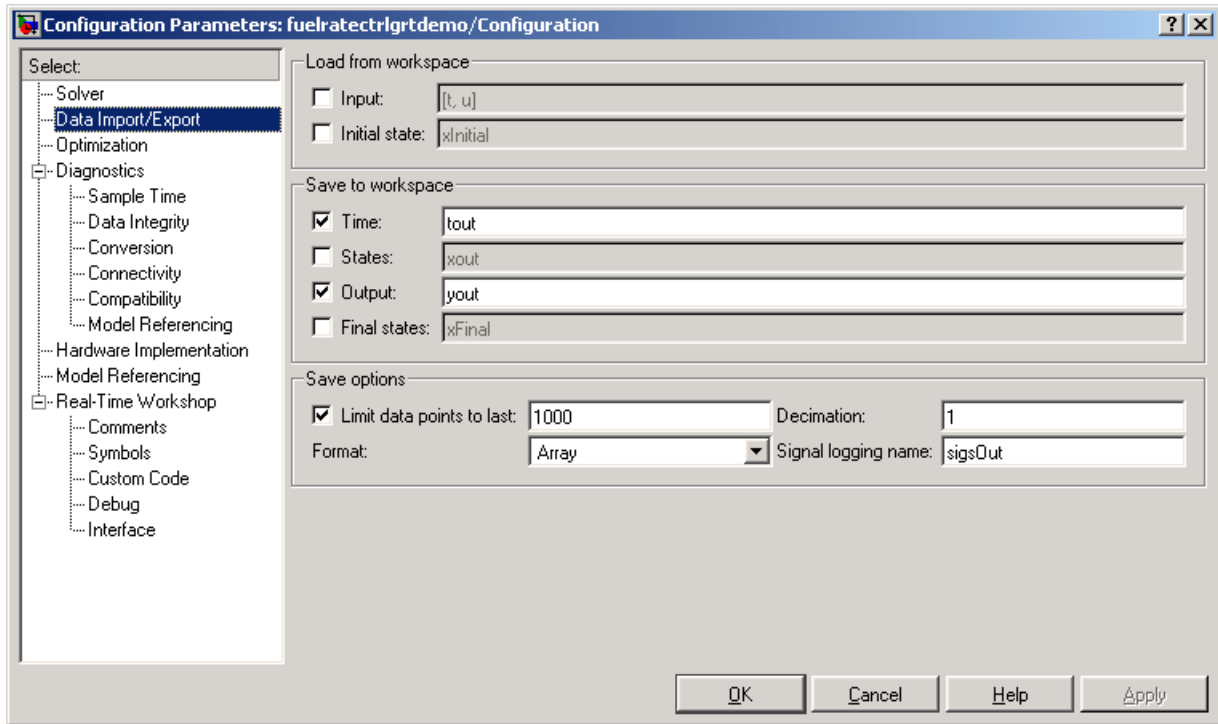 Configuration Parameters: fuelratectrlgrtdemo/Configuration
Select:
Solver
Data Import/Export
Optimization
Diagnostics
Sample Time
Data Integrity
Conversion
Connectivity
Compatibility
Model Referencing
Hardware Implementation
Model Referencing
Real-Time Workshop
Comments
Symbols
Custom Code
Debug
Interface
Load from workspace
Input: [t, u]
Initial state: xInitial
Save to workspace
Time: tout
States: xout
Output: yout
Final states: xFinal
Save options
Limit data points to last: 1000 Decimation: 1
Format: Array Signal logging name: sigsOut
OK Cancel Help Apply